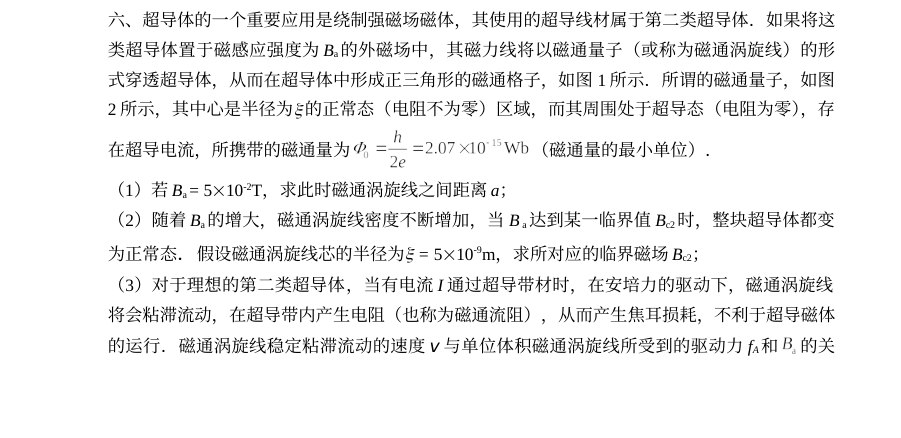 六、超导体的一个重要应用是绕制强磁场磁体，其使用的超导线材属于第二类超导体．如果将这
类超导体置于磁感应强度为 Ba的外磁场中，其磁力线将以磁通量子（或称为磁通涡旋线）的形
式穿透超导体，从而在超导体中形成正三角形的磁通格子，如图 1 所示．所谓的磁通量子，如图
2 所示，其中心是半径为ξ的正常态（电阻不为零）区域，而其周围处于超导态（电阻为零），存
在超导电流，所携带的磁通量为 Φ0 = h/2e = 2.07×10-15 Wb （磁通量的最小单位）．
（1）若 Ba = 5×10-2T，求此时磁通涡旋线之间距离 a；
（2）随着 Ba的增大，磁通涡旋线密度不断增加，当 Ba达到某一临界值 Bc2时，整块超导体都变
为正常态．假设磁通涡旋线芯的半径为ξ = 5×10-9m，求所对应的临界磁场 Bc2；
（3）对于理想的第二类超导体，当有电流 I 通过超导带材时，在安培力的驱动下，磁通涡旋线
将会粘滞流动，在超导带内产生电阻（也称为磁通流阻），从而产生焦耳损耗，不利于超导磁体
的运行．磁通涡旋线稳定粘滞流动的速度 v 与单位体积磁通涡旋线所受到的驱动力 fA和 Ba 的关